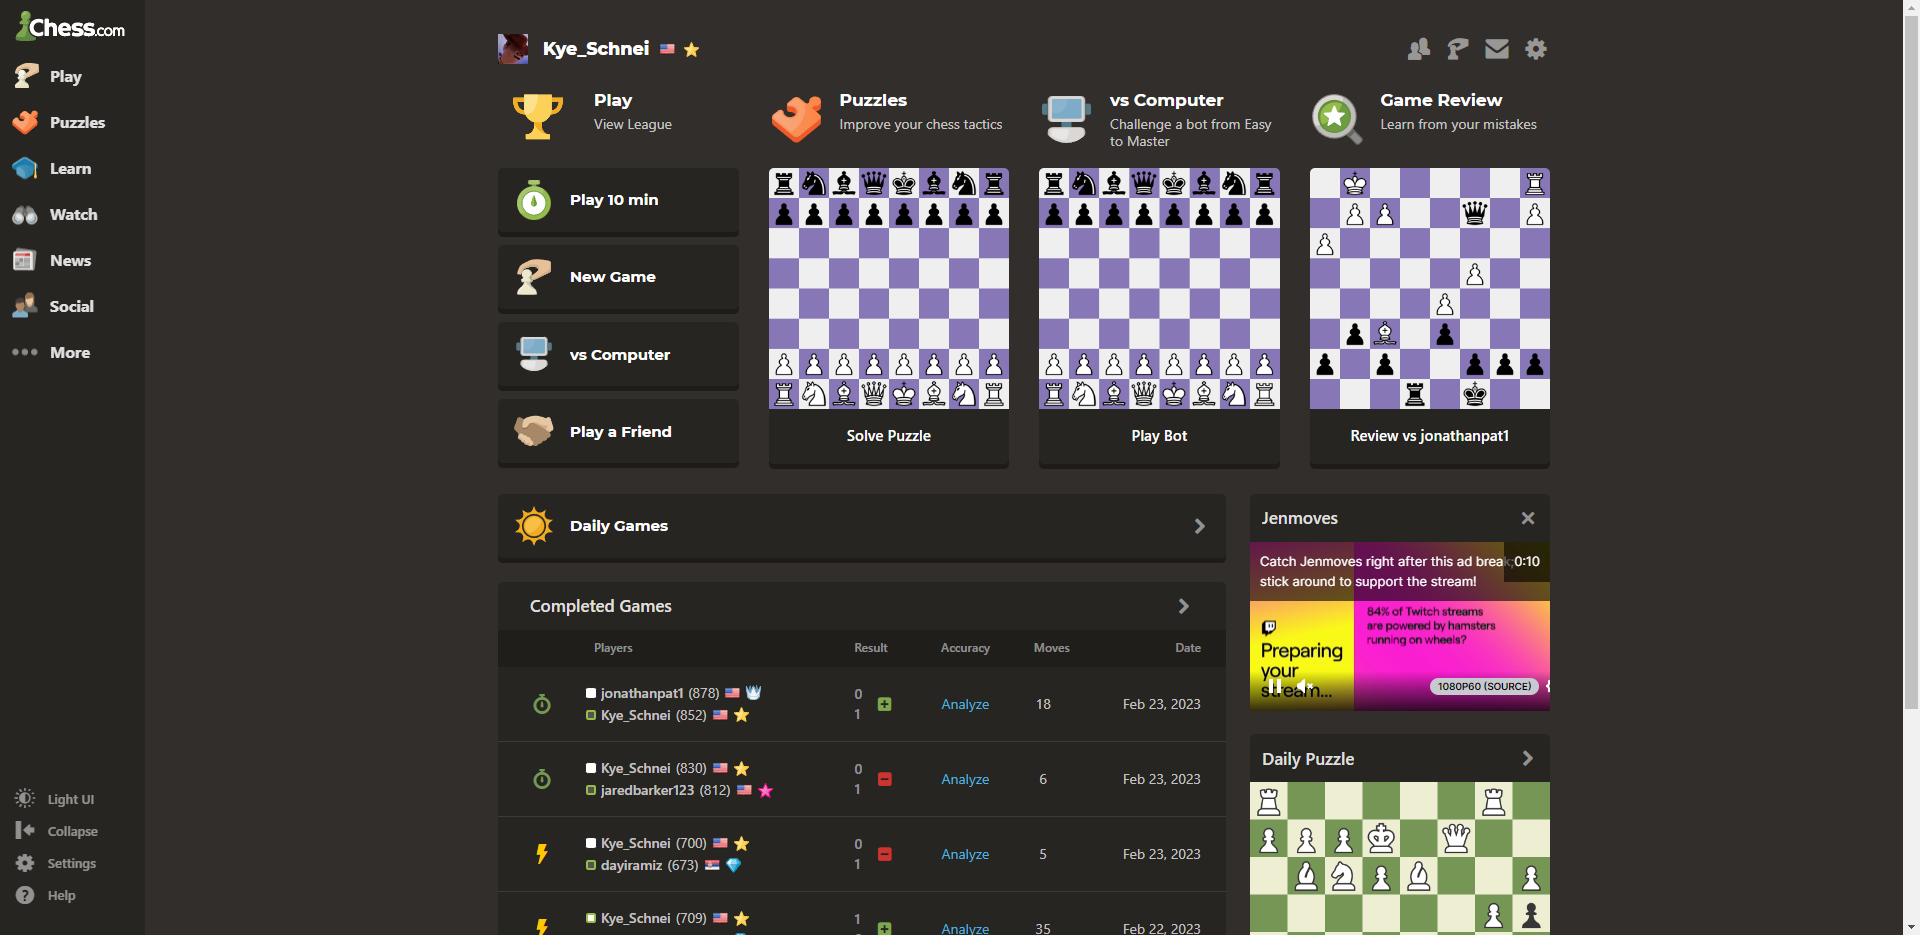 Chess.com
Play
Puzzles
Learn
Watch
News
Social
More
Light UI
Collapse
Settings
Help
Kye_Schnei
Play
View League
Puzzles
Improve your chess tactics
vs Computer
Challenge a bot from Easy
to Master
Game Review
Learn from your mistakes
Play 10 min
New Game
vs Computer
Play a Friend
Solve Puzzle
Play Bot
Review vs jonathanpat1
Daily Games
Completed Games
Players Result Accuracy Moves Date
jonathanpat1 (878) 0
Kye_Schnei (852) 1
Analyze 18 Feb 23, 2023
Kye_Schnei (830) 0
jaredbarker123 (812) 1
Analyze 6 Feb 23, 2023
Kye_Schnei (700) 0
dayiramiz (673) 1
Analyze 5 Feb 23, 2023
Kye_Schnei (709) 1
Analyze 35 Feb 22, 2023
Jenmoves
Catch Jenmoves right after this ad break; 0:10
stick around to support the stream!
84% of Twitch streams
are powered by hamsters
running on wheels?
Preparing
your
stream...
1080P60 (SOURCE)
Daily Puzzle